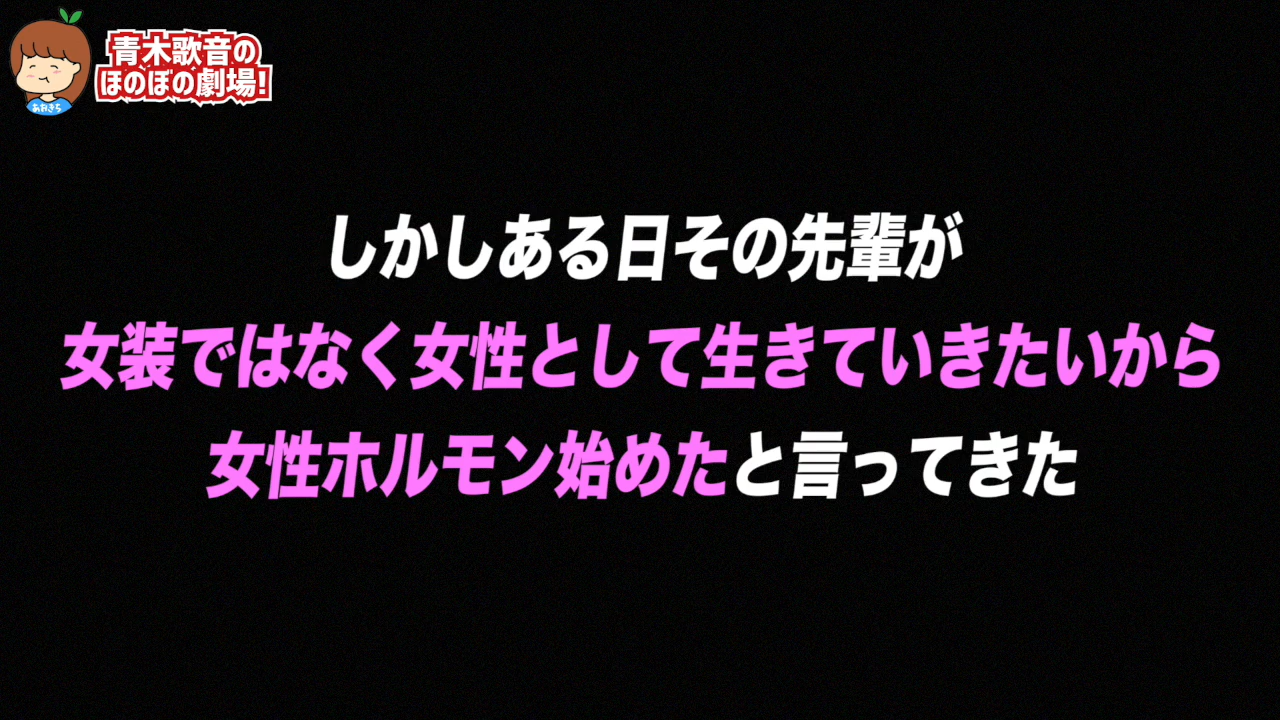 青木歌音の
ほのぼの劇場!
あおきら
しかしある日その先輩が
女装ではなく女性として生きていきたいから
女性ホルモン始めたと言ってきた